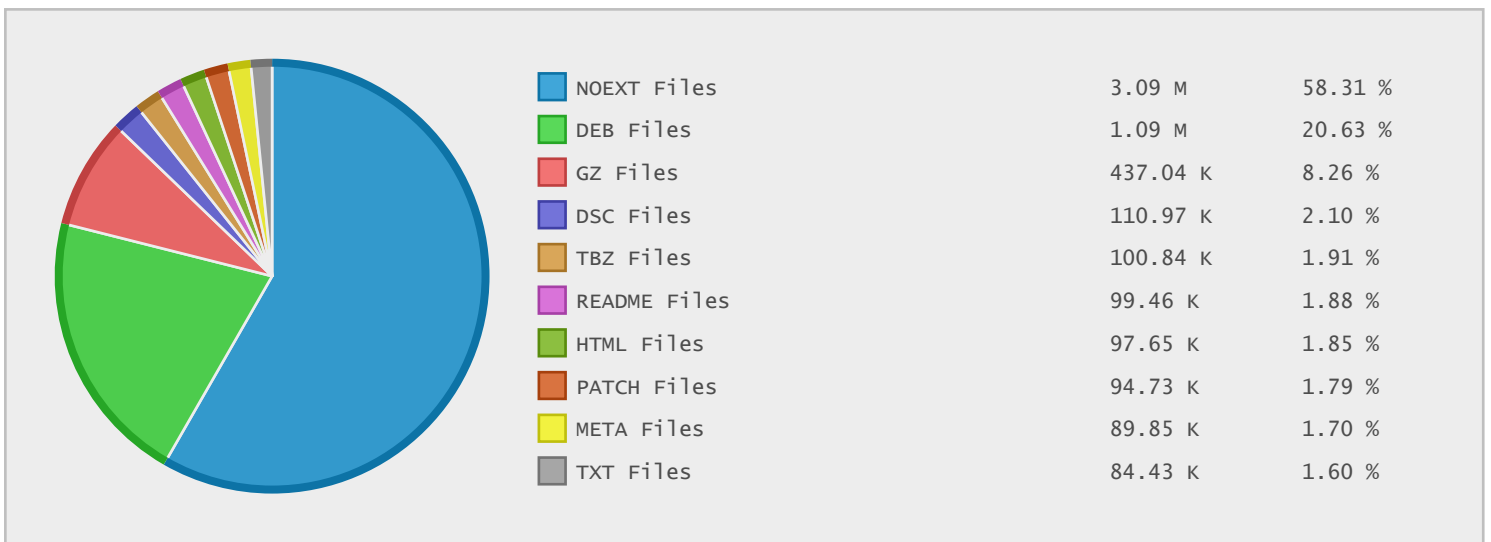 NOEXT Files 3.09 M 58.31 %
DEB Files 1.09 M 20.63 %
GZ Files 437.04 K 8.26 %
DSC Files 110.97 K 2.10 %
TBZ Files 100.84 K 1.91 %
README Files 99.46 K 1.88 %
HTML Files 97.65 K 1.85 %
PATCH Files 94.73 K 1.79 %
META Files 89.85 K 1.70 %
TXT Files 84.43 K 1.60 %